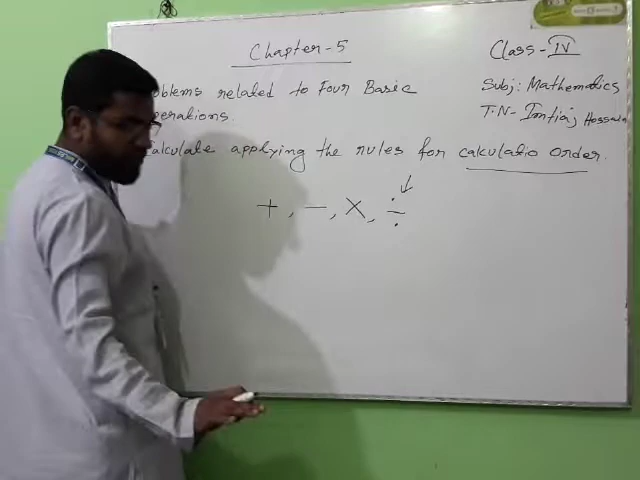 Chapter-5
Class-IV
oblems related to Four Basic
Subj: Mathematics
erations.
T.N- Imtiaj Hossain
alculate applying the rules for calculatio order.
+, -, ×, ÷